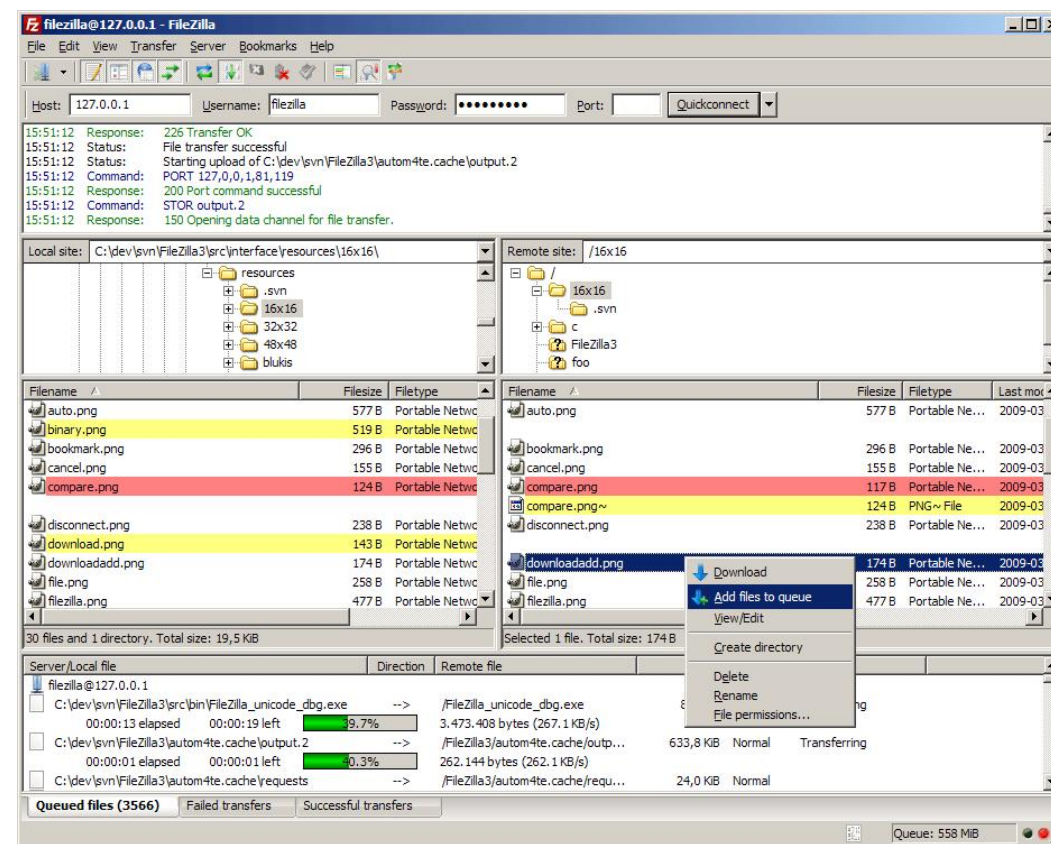 filezilla@127.0.0.1 - FileZilla
File Edit View Transfer Server Bookmarks Help
Host: 127.0.0.1 Username: filezilla Password: ●●●●●●●●● Port: Quickconnect
15:51:12 Response: 226 Transfer OK
15:51:12 Status: File transfer successful
15:51:12 Status: Starting upload of C:\dev\svn\FileZilla3\autom4te.cache\output.2
15:51:12 Command: PORT 127,0,0,1,81,119
15:51:12 Response: 200 Port command successful
15:51:12 Command: STOR output.2
15:51:12 Response: 150 Opening data channel for file transfer.
Local site: C:\dev\svn\FileZilla3\src\interface\resources\16x16\
resources
.svn
16x16
32x32
48x48
blukis
Remote site: /16x16
/
16x16
.svn
c
FileZilla3
foo
Filename Filesize Filetype
auto.png 577 B Portable Netwo
binary.png 519 B Portable Netwo
bookmark.png 296 B Portable Netwo
cancel.png 155 B Portable Netwo
compare.png 124 B Portable Netwo
disconnect.png 238 B Portable Netwo
download.png 143 B Portable Netwo
downloadadd.png 174 B Portable Netwo
file.png 258 B Portable Netwo
filezilla.png 477 B Portable Netwo
30 files and 1 directory. Total size: 19,5 KiB
Filename Filesize Filetype Last moc
auto.png 577 B Portable Ne... 2009-03
bookmark.png 296 B Portable Ne... 2009-03
cancel.png 155 B Portable Ne... 2009-03
compare.png 117 B Portable Ne... 2009-03
compare.png~ 124 B PNG~ File 2009-03
disconnect.png 238 B Portable Ne... 2009-03
downloadadd.png 174 B Portable Ne... 2009-03
file.png 258 B Portable Ne... 2009-03
filezilla.png 477 B Portable Ne... 2009-03
Selected 1 file. Total size: 174 B
Download
Add files to queue
View/Edit
Create directory
Delete
Rename
File permissions...
Server/Local file Direction Remote file
filezilla@127.0.0.1
C:\dev\svn\FileZilla3\src\bin\FileZilla_unicode_dbg.exe --> /FileZilla_unicode_dbg.exe
00:00:13 elapsed 00:00:19 left 39.7% 3.473.408 bytes (267.1 KB/s)
C:\dev\svn\FileZilla3\autom4te.cache\output.2 --> /FileZilla3/autom4te.cache/outp... 633,8 KiB Normal Transferring
00:00:01 elapsed 00:00:01 left 40.3% 262.144 bytes (262.1 KB/s)
C:\dev\svn\FileZilla3\autom4te.cache\requests --> /FileZilla3/autom4te.cache/requ... 24,0 KiB Normal
Queued files (3566) Failed transfers Successful transfers
Queue: 558 MiB